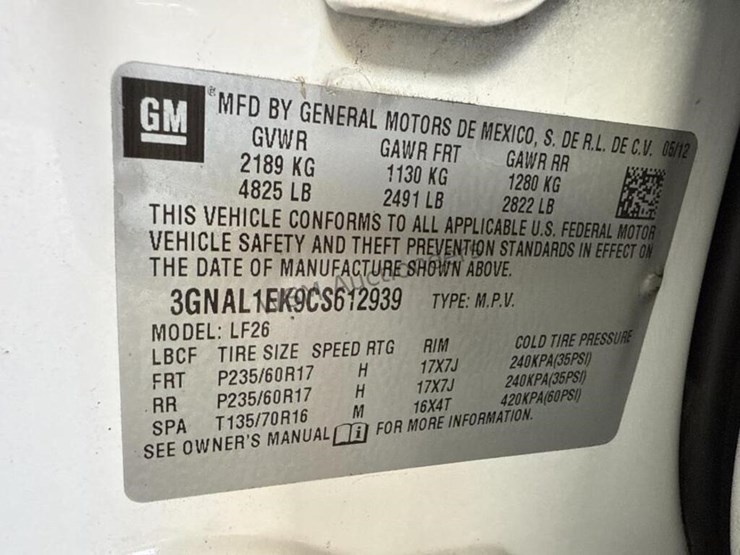 GM® MFD BY GENERAL MOTORS DE MEXICO, S. DE R.L. DE C.V. 05/12
GVWR GAWR FRT GAWR RR
2189 KG 1130 KG 1280 KG
4825 LB 2491 LB 2822 LB
THIS VEHICLE CONFORMS TO ALL APPLICABLE U.S. FEDERAL MOTOR
VEHICLE SAFETY AND THEFT PREVENTION STANDARDS IN EFFECT ON
THE DATE OF MANUFACTURE SHOWN ABOVE.
3GNAL1EK9CS612939 TYPE: M.P.V.
MODEL: LF26
LBCF TIRE SIZE SPEED RTG RIM COLD TIRE PRESSURE
FRT P235/60R17 H 17X7J 240KPA(35PSI)
RR P235/60R17 H 17X7J 240KPA(35PSI)
SPA T135/70R16 M 16X4T 420KPA(60PSI)
SEE OWNER'S MANUAL i FOR MORE INFORMATION.